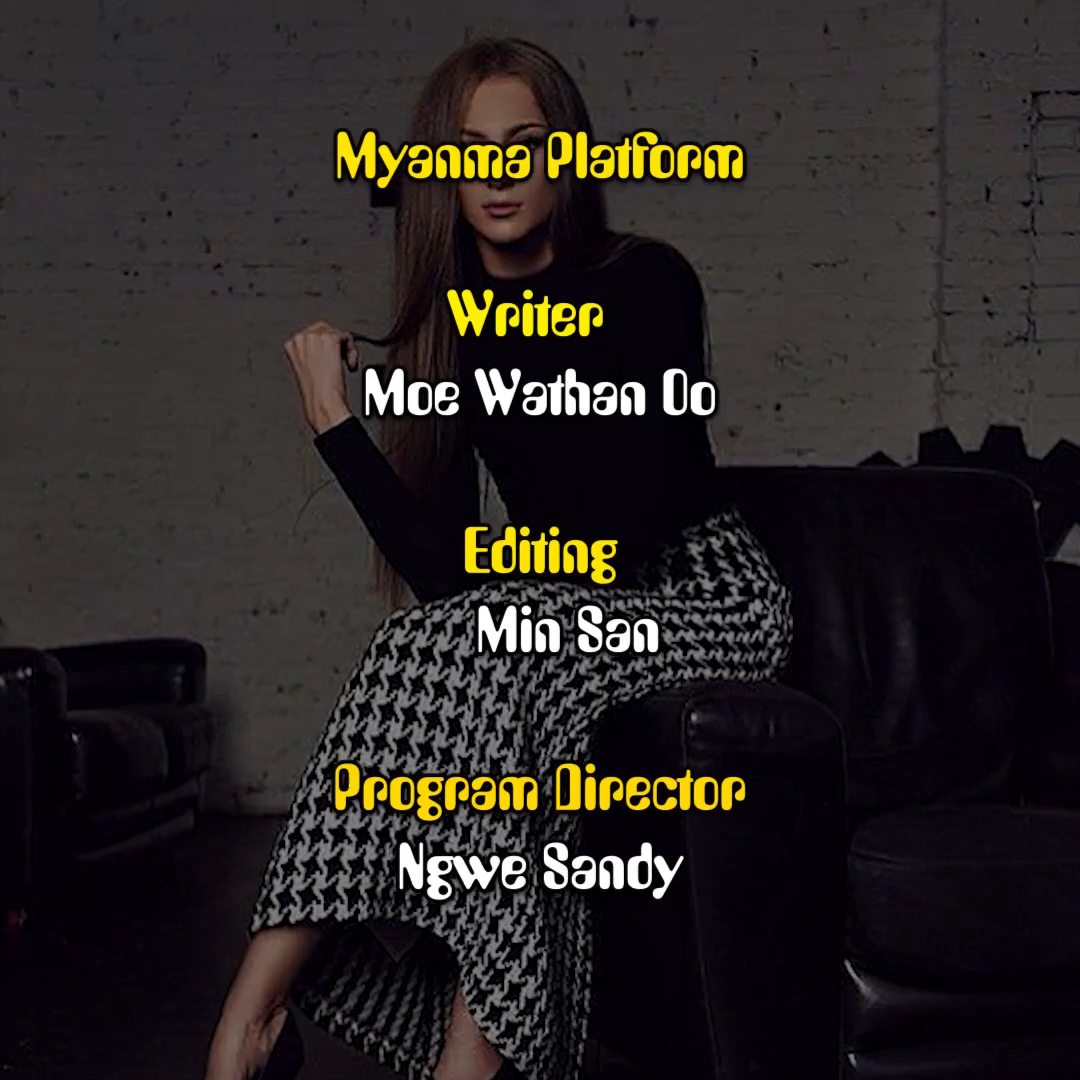 Myanma Platform
Writer
Moe Wathan Oo
Editing
Min San
Program Director
Ngwe Sandy